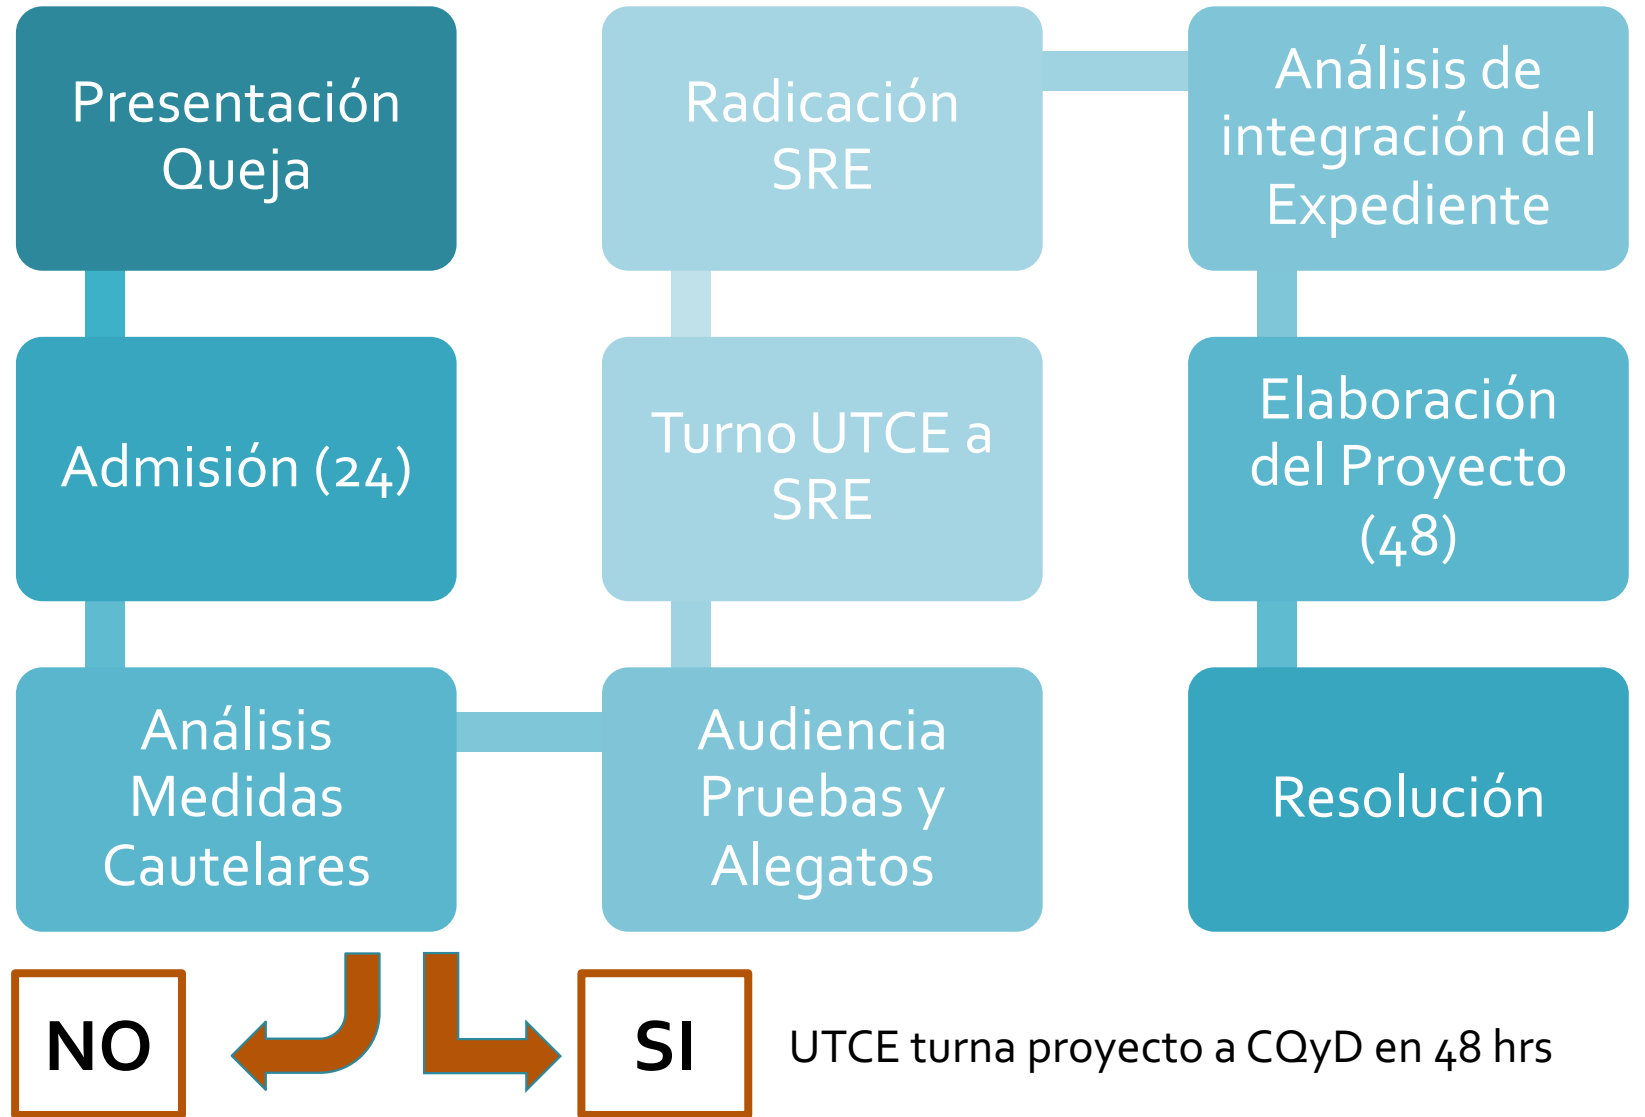 Presentación
Queja
Admisión (24)
Análisis
Medidas
Cautelares
Audiencia
Pruebas y
Alegatos
Turno UTCE a
SRE
Radicación
SRE
Análisis de
integración del
Expediente
Elaboración
del Proyecto
(48)
Resolución
NO
SI
UTCE turna proyecto a CQyD en 48 hrs